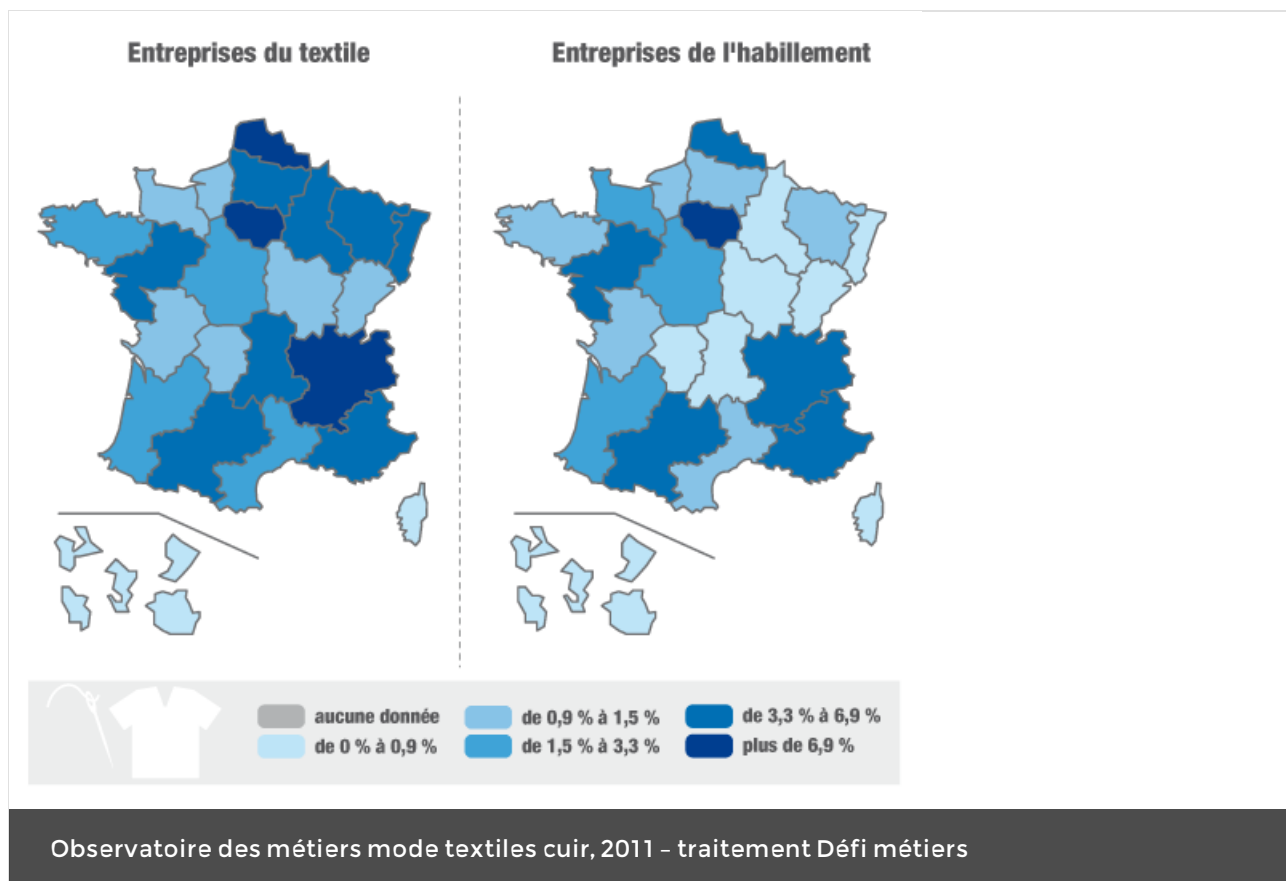 Entreprises du textile
Entreprises de l'habillement
aucune donnée
de 0,9 % à 1,5 %
de 3,3 % à 6,9 %
de 0 % à 0,9 %
de 1,5 % à 3,3 %
plus de 6,9 %
Observatoire des métiers mode textiles cuir, 2011 – traitement Défi métiers